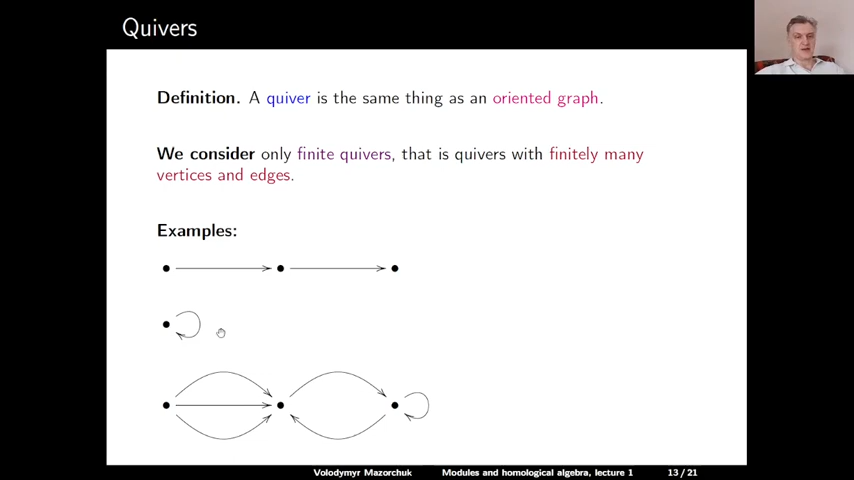 Quivers
Definition. A quiver is the same thing as an oriented graph.
We consider only finite quivers, that is quivers with finitely many
vertices and edges.
Examples:
Volodymyr Mazorchuk Modules and homological algebra, lecture 1 13 / 21